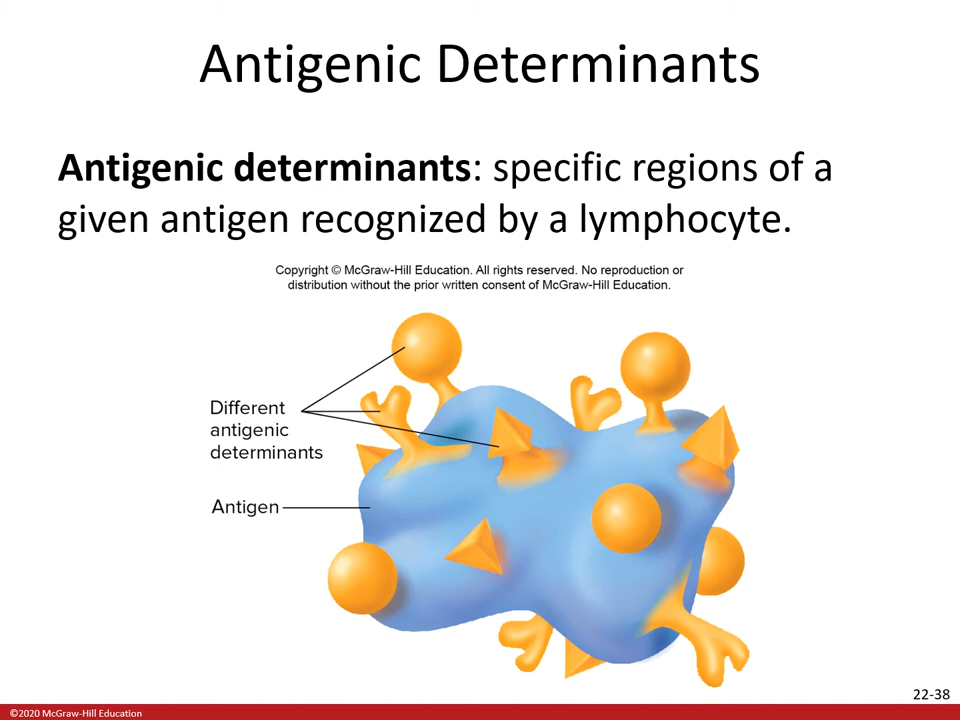 Antigenic Determinants
Antigenic determinants: specific regions of a
given antigen recognized by a lymphocyte.
Copyright © McGraw-Hill Education. All rights reserved. No reproduction or
distribution without the prior written consent of McGraw-Hill Education.
Different
antigenic
determinants
Antigen
22-38
©2020 McGraw-Hill Education